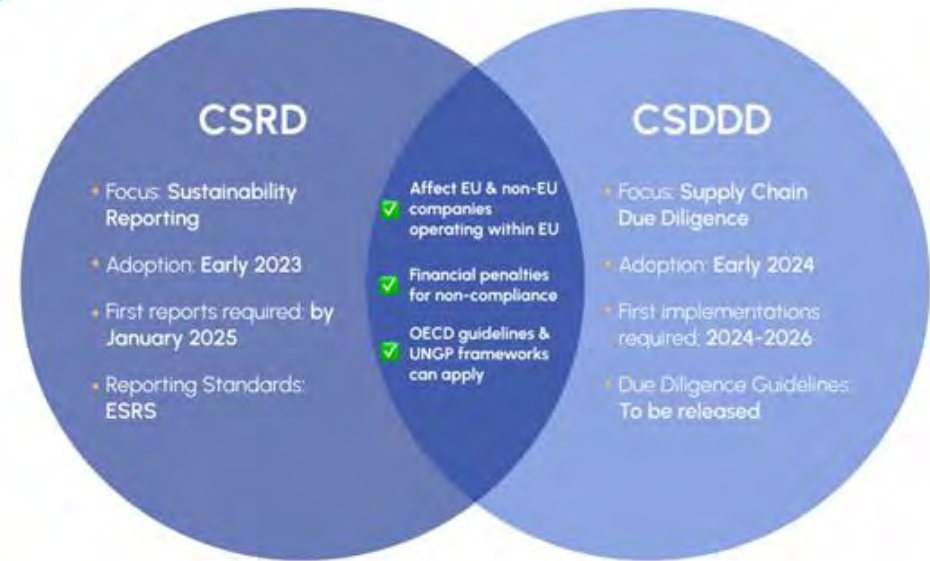 CSRD
Focus: Sustainability
Reporting
Adoption: Early 2023
First reports required: by
January 2025
Reporting Standards:
ESRS
Affect EU & non-EU
companies
operating within EU
Financial penalties
for non-compliance
OECD guidelines &
UNGP frameworks
can apply
CSDDD
Focus: Supply Chain
Due Diligence
Adoption: Early 2024
First implementations
required: 2024-2026
Due Diligence Guidelines:
To be released